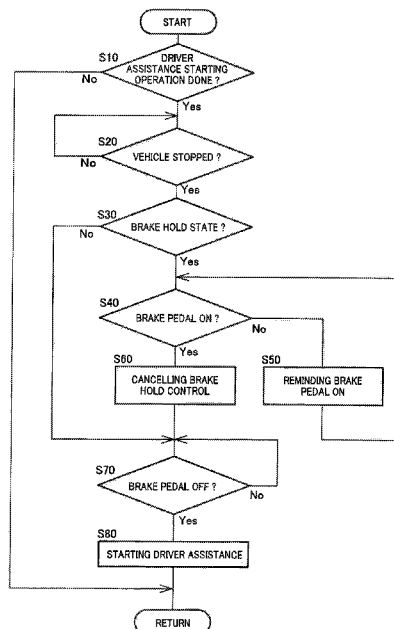 START
S10
DRIVER
ASSISTANCE STARTING
OPERATION DONE ?
No
Yes
S20
VEHICLE STOPPED ?
No
Yes
S30
BRAKE HOLD STATE ?
No
Yes
S40
BRAKE PEDAL ON ?
No
Yes
S60
CANCELLING BRAKE
HOLD CONTROL
S50
REMINDING BRAKE
PEDAL ON
S70
BRAKE PEDAL OFF ?
No
Yes
S80
STARTING DRIVER ASSISTANCE
RETURN